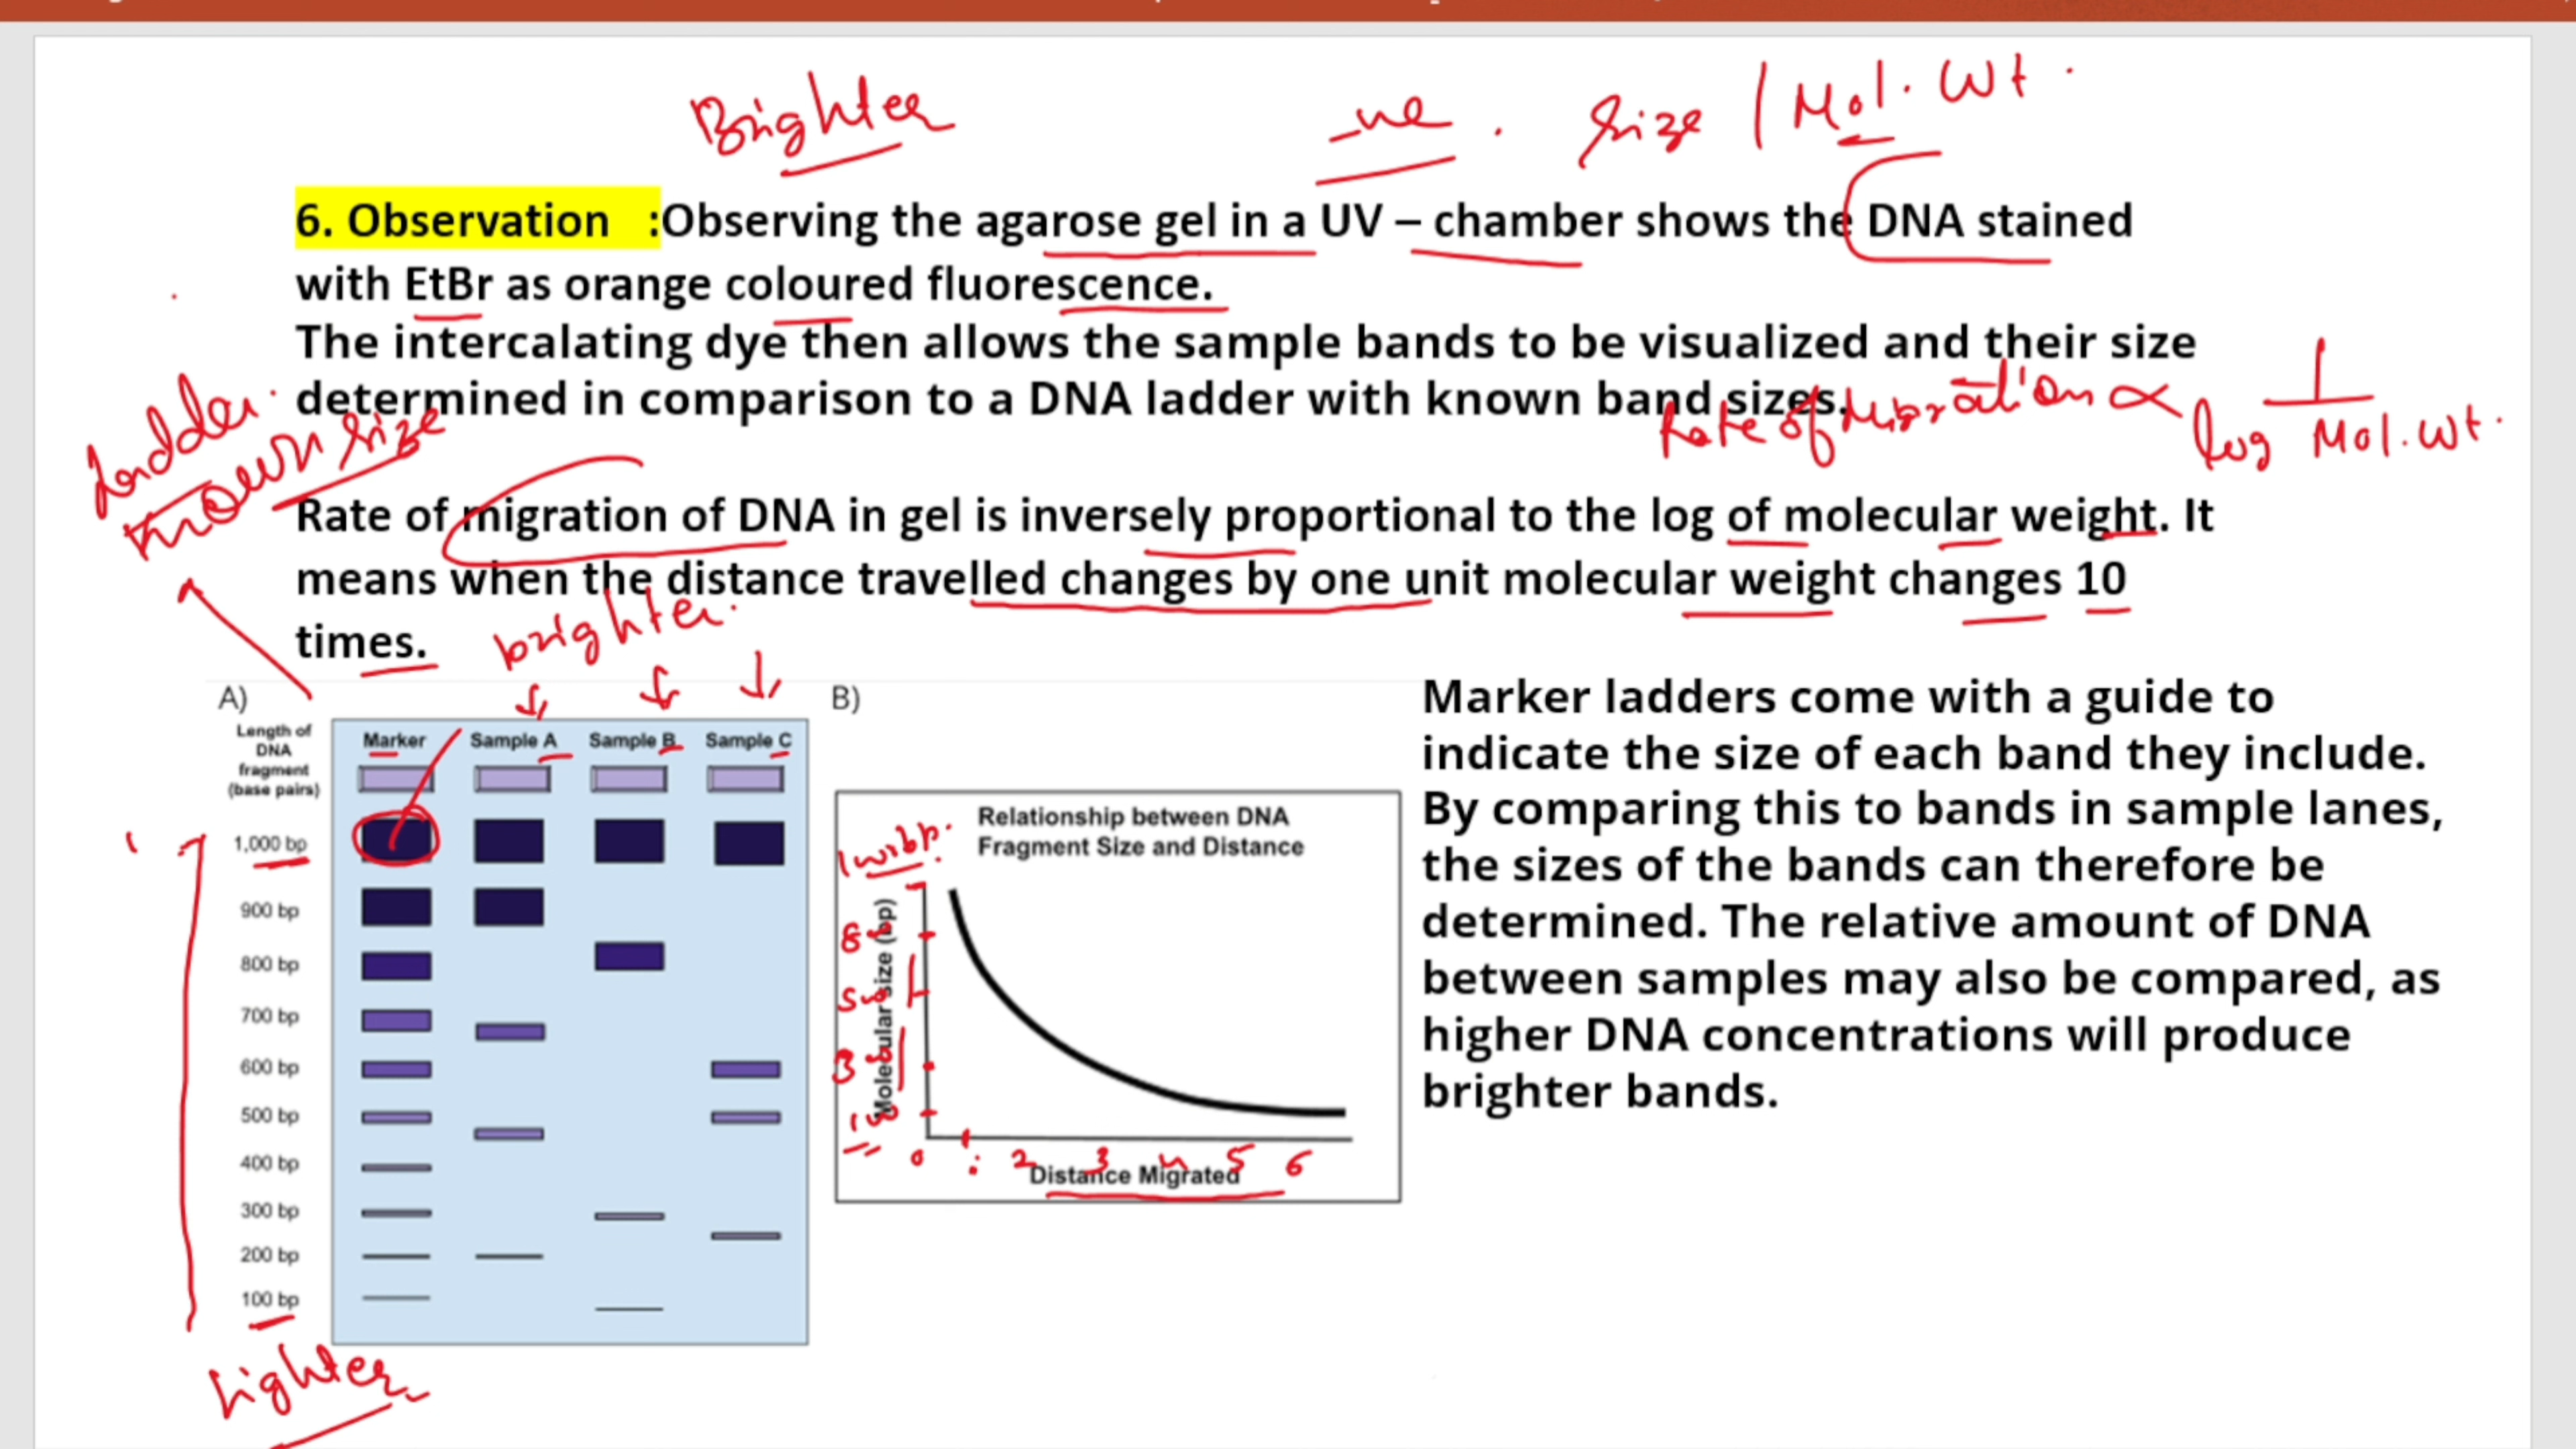 Brighter
-ve . Size / Mol. Wt.
6. Observation :Observing the agarose gel in a UV – chamber shows the DNA stained
with EtBr as orange coloured fluorescence.
The intercalating dye then allows the sample bands to be visualized and their size
determined in comparison to a DNA ladder with known band sizes.
Ladder.
known size
Rate of Migration ∝ log 1 / Mol. Wt.
Rate of migration of DNA in gel is inversely proportional to the log of molecular weight. It
means when the distance travelled changes by one unit molecular weight changes 10
times.
brighter.
A)
Length of
DNA
fragment
(base pairs)
Marker Sample A Sample B Sample C
1,000 bp
900 bp
800 bp
700 bp
600 bp
500 bp
400 bp
300 bp
200 bp
100 bp
Lighter
B)
Relationship between DNA
Fragment Size and Distance
Molecular size (bp)
500
100
0 2 3 4 5 6
Distance Migrated
Marker ladders come with a guide to
indicate the size of each band they include.
By comparing this to bands in sample lanes,
the sizes of the bands can therefore be
determined. The relative amount of DNA
between samples may also be compared, as
higher DNA concentrations will produce
brighter bands.